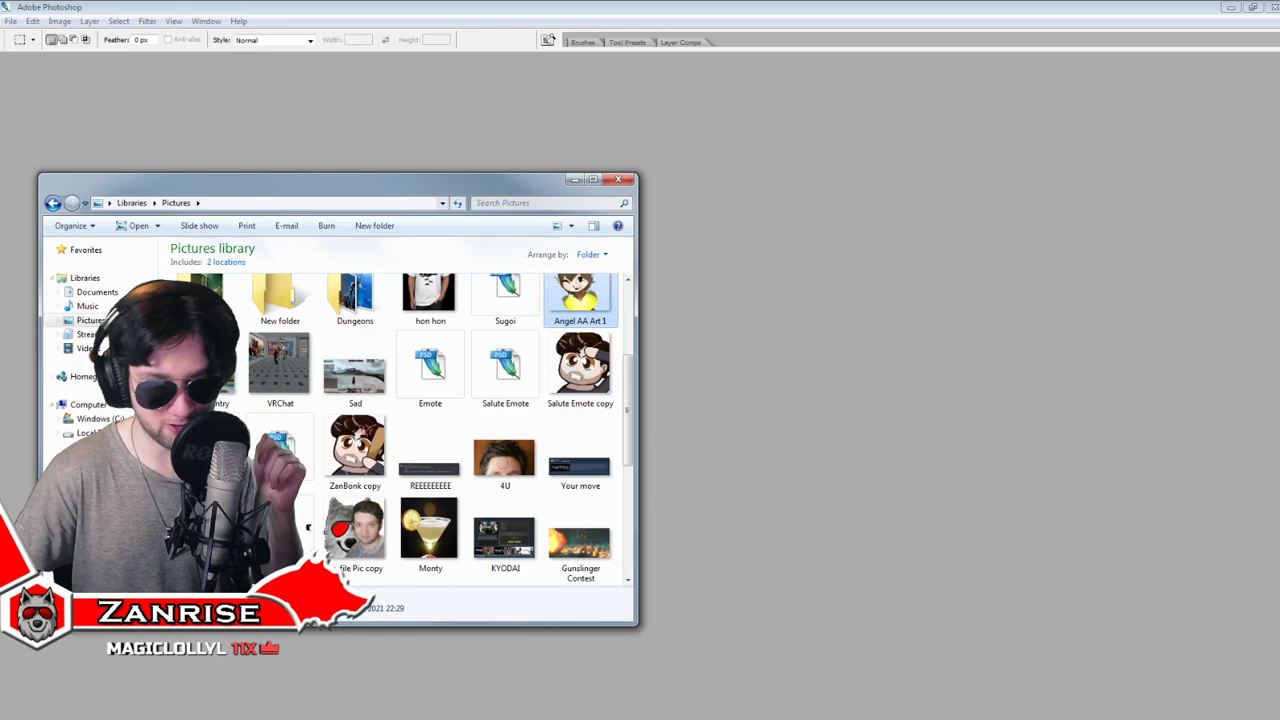 Adobe Photoshop
File Edit Image Layer Select Filter View Window Help
Feather: 0 px Anti-alias Style: Normal Width: Height: Brushes Tool Presets Layer Comps
Libraries Pictures Search Pictures
Organize Open Slide show Print E-mail Burn New folder
Favorites
Pictures library
Includes: 2 locations
Arrange by: Folder
Libraries
Documents
Music
Pictures
Videos
Computer
Windows (C:)
New folder Dungeons hon hon Sugoi Angel AA Art 1
VRChat Sad Emote Salute Emote Salute Emote copy
PSD PSD
ZanBonk copy REEEEEEEEE 4U Your move
file Pic copy Monty KYODAI Gunslinger
Contest
2021 22:29
ZANRISE
MAGICLOLLYL 11X